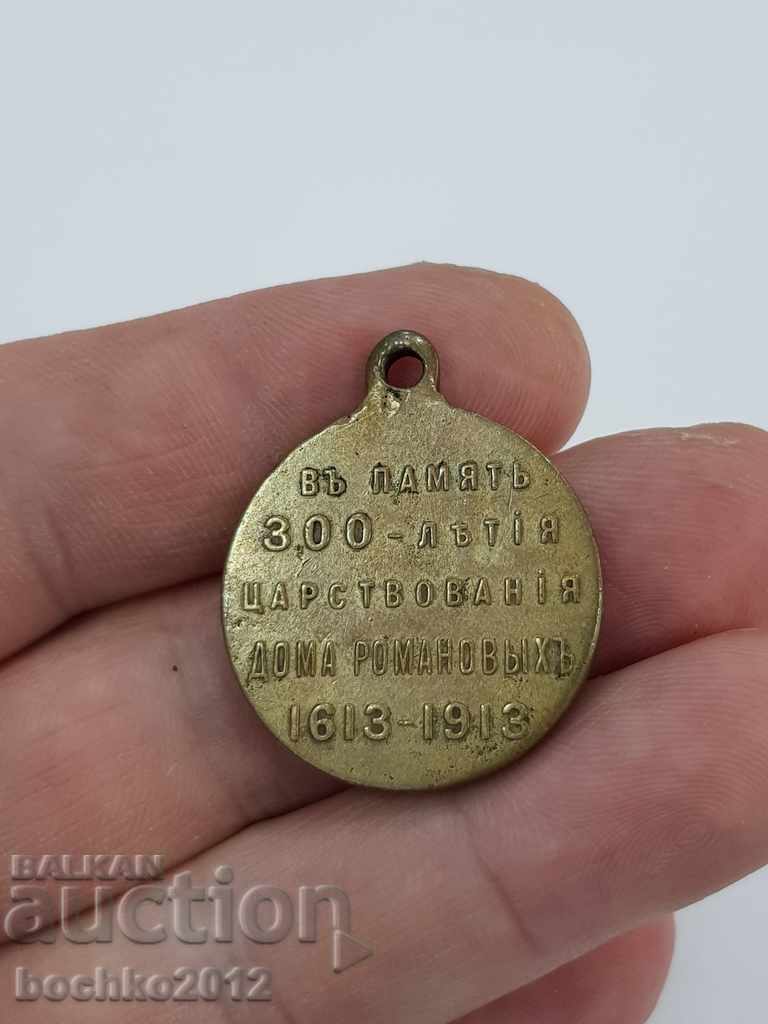 ВЪ ПАМЯТЬ
300-ЛѢТІЯ
ЦАРСТВОВАНІЯ
ДОМА РОМАНОВЫХЪ
1613-1913
BALKAN
auction
bochko2012